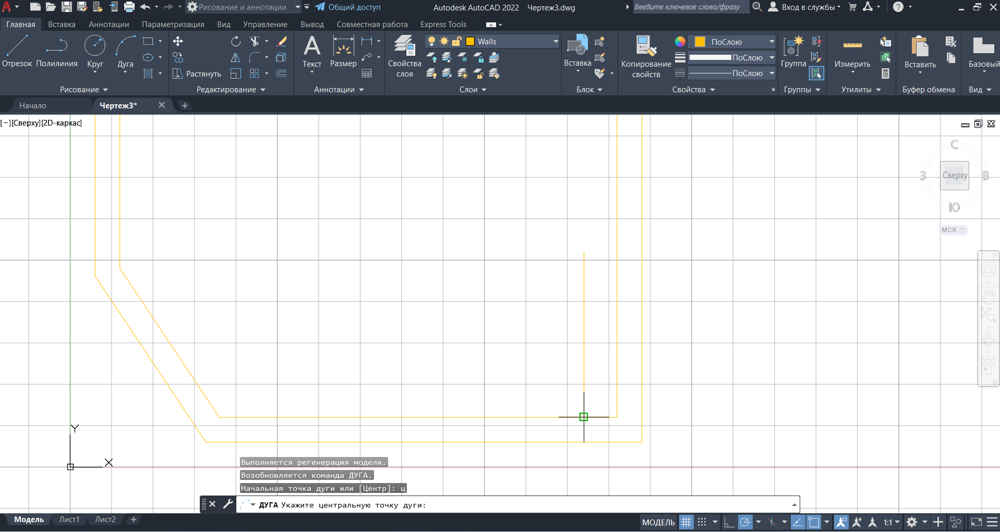 Рисование и аннотации
Общий доступ
Autodesk AutoCAD 2022 Чертеж3.dwg
Введите ключевое слово/фразу
Вход в службы
?
Главная Вставка Аннотации Параметризация Вид Управление Вывод Совместная работа Express Tools
Отрезок Полилиния Круг Дуга
Рисование
Растянуть
Редактирование
Текст Размер
Аннотации
Свойства слоя
Walls
Слои
Вставка
Блок
Копирование свойств
ПоСлою
ПоСлою
ПоСлою
Свойства
Группа
Группы
Измерить
Утилиты
Вставить
Буфер обмена
Базовый
Вид
Начало Чертеж3*
[−][Сверху][2D-каркас]
С
З Сверху В
Ю
МСК
Y
X
Выполняется регенерация модели.
Возобновляется команда ДУГА.
Начальная точка дуги или [Центр]: ц
ДУГА Укажите центральную точку дуги:
Модель Лист1 Лист2
МОДЕЛЬ 1:1